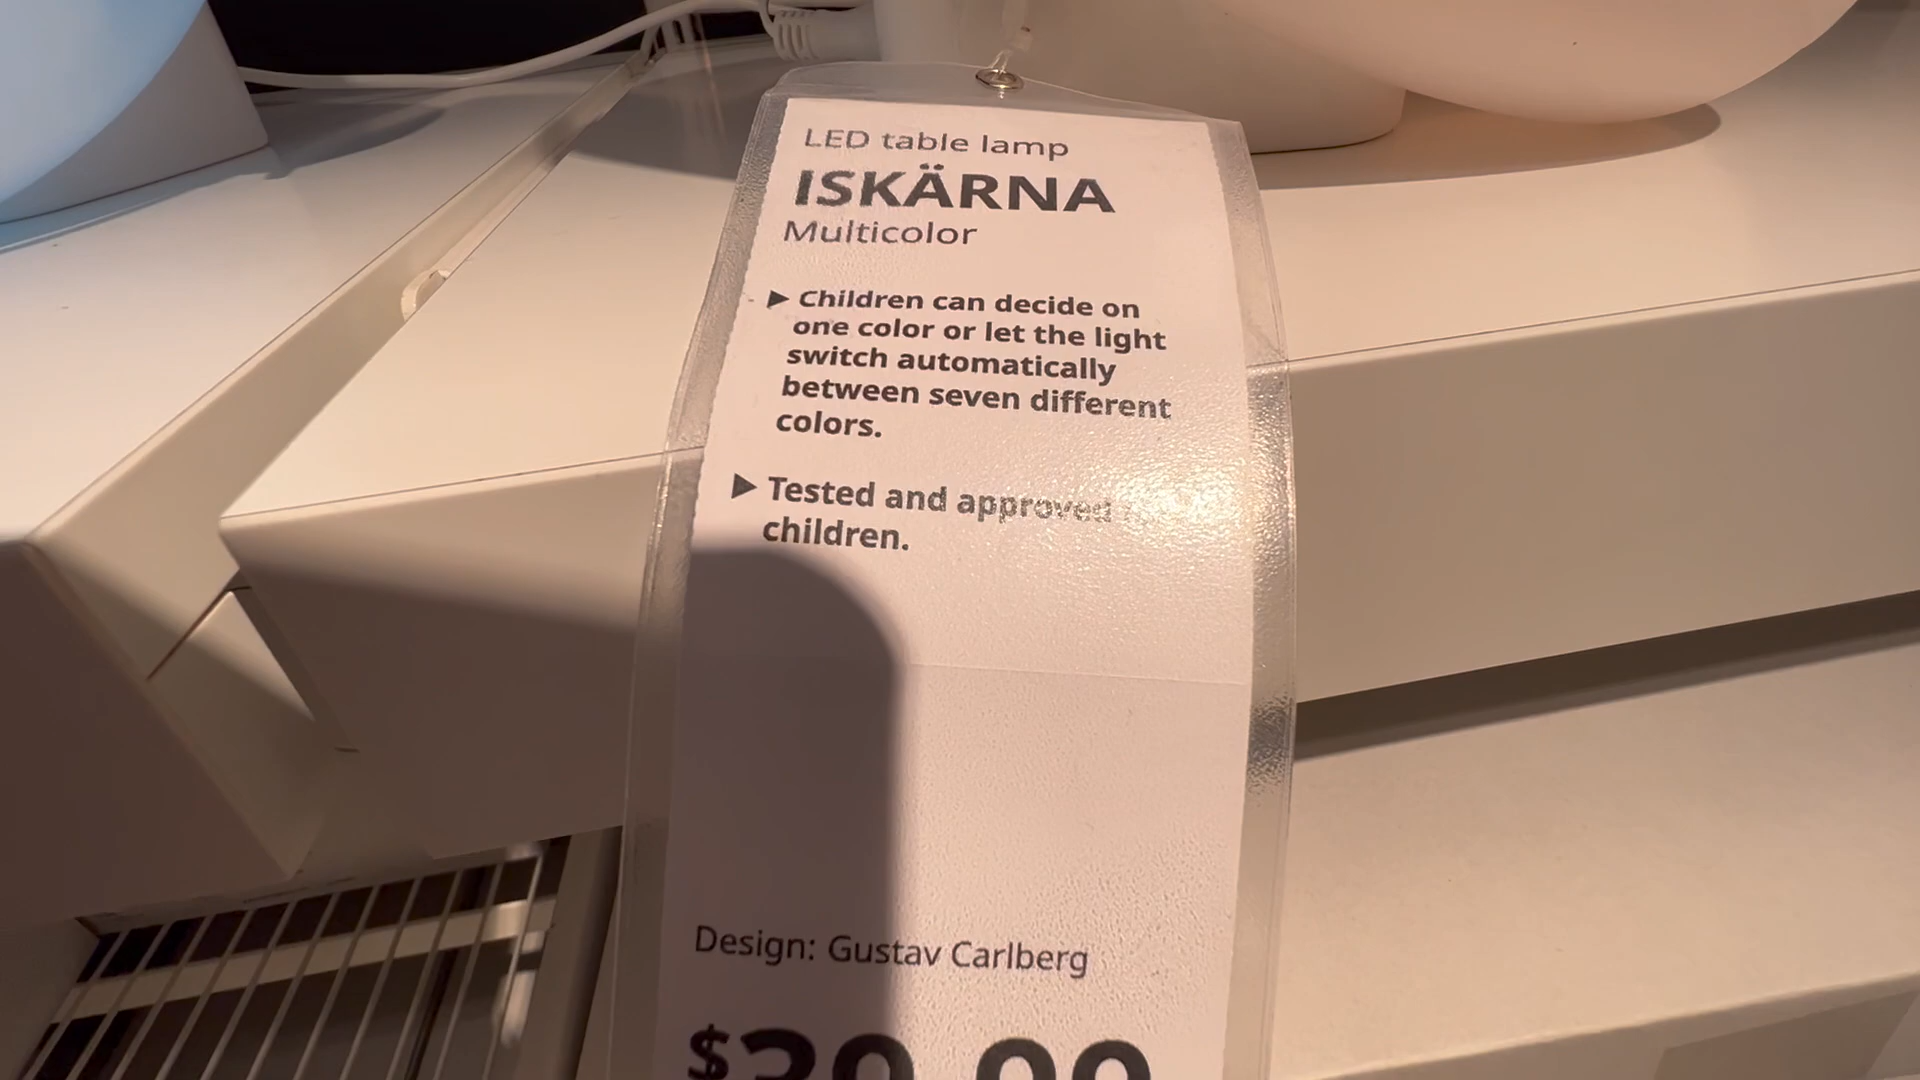 LED table lamp
ISKÄRNA
Multicolor
▶ Children can decide on
one color or let the light
switch automatically
between seven different
colors.
▶ Tested and approved
children.
Design: Gustav Carlberg